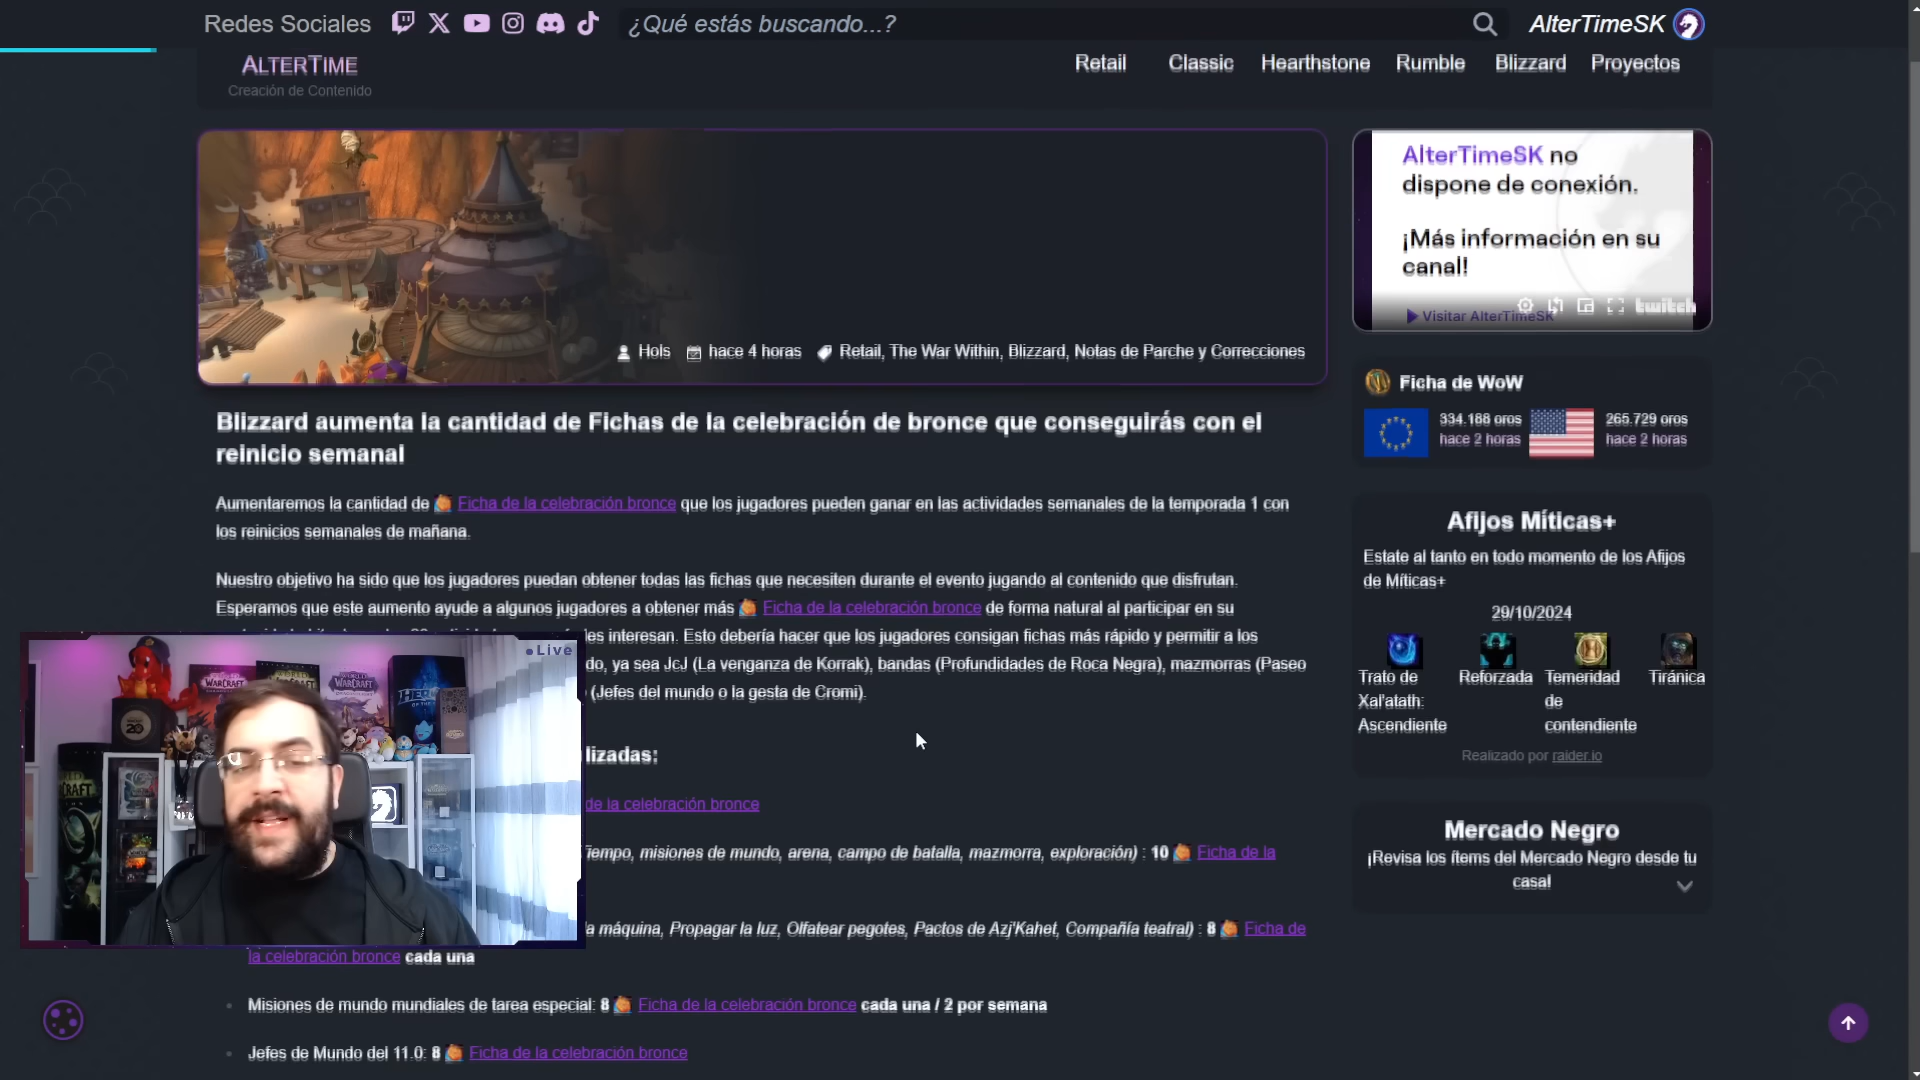 Redes Sociales
¿Qué estás buscando...?
AlterTimeSK
ALTERTIME
Creación de Contenido
Retail
Classic
Hearthstone
Rumble
Blizzard
Proyectos
Hols
hace 4 horas
Retail, The War Within, Blizzard, Notas de Parche y Correcciones
Blizzard aumenta la cantidad de Fichas de la celebración de bronce que conseguirás con el
reinicio semanal
Aumentaremos la cantidad de Ficha de la celebración bronce que los jugadores pueden ganar en las actividades semanales de la temporada 1 con
los reinicios semanales de mañana.
Nuestro objetivo ha sido que los jugadores puedan obtener todas las fichas que necesiten durante el evento jugando al contenido que disfrutan.
Esperamos que este aumento ayude a algunos jugadores a obtener más Ficha de la celebración bronce de forma natural al participar en su
les interesan. Esto debería hacer que los jugadores consigan fichas más rápido y permitir a los
do, ya sea JcJ (La venganza de Korrak), bandas (Profundidades de Roca Negra), mazmorras (Paseo
(Jefes del mundo o la gesta de Cromi).
lizadas:
de la celebración bronce
Tiempo, misiones de mundo, arena, campo de batalla, mazmorra, exploración) : 10 Ficha de la
la máquina, Propagar la luz, Olfatear pegotes, Pactos de Azj'Kahet, Compañía teatral) : 8 Ficha de
la celebración bronce cada una
Misiones de mundo mundiales de tarea especial: 8 Ficha de la celebración bronce cada una / 2 por semana
Jefes de Mundo del 11.0: 8 Ficha de la celebración bronce
Live
AlterTimeSK no
dispone de conexión.
¡Más información en su
canal!
Visitar AlterTimeSK
twitch
Ficha de WoW
334.188 oros
hace 2 horas
265.729 oros
hace 2 horas
Afijos Míticas+
Estate al tanto en todo momento de los Afijos
de Míticas+
29/10/2024
Trato de
Xal'atath:
Ascendiente
Reforzada
Temeridad
de
contendiente
Tiránica
Realizado por raider.io
Mercado Negro
¡Revisa los ítems del Mercado Negro desde tu
casa!